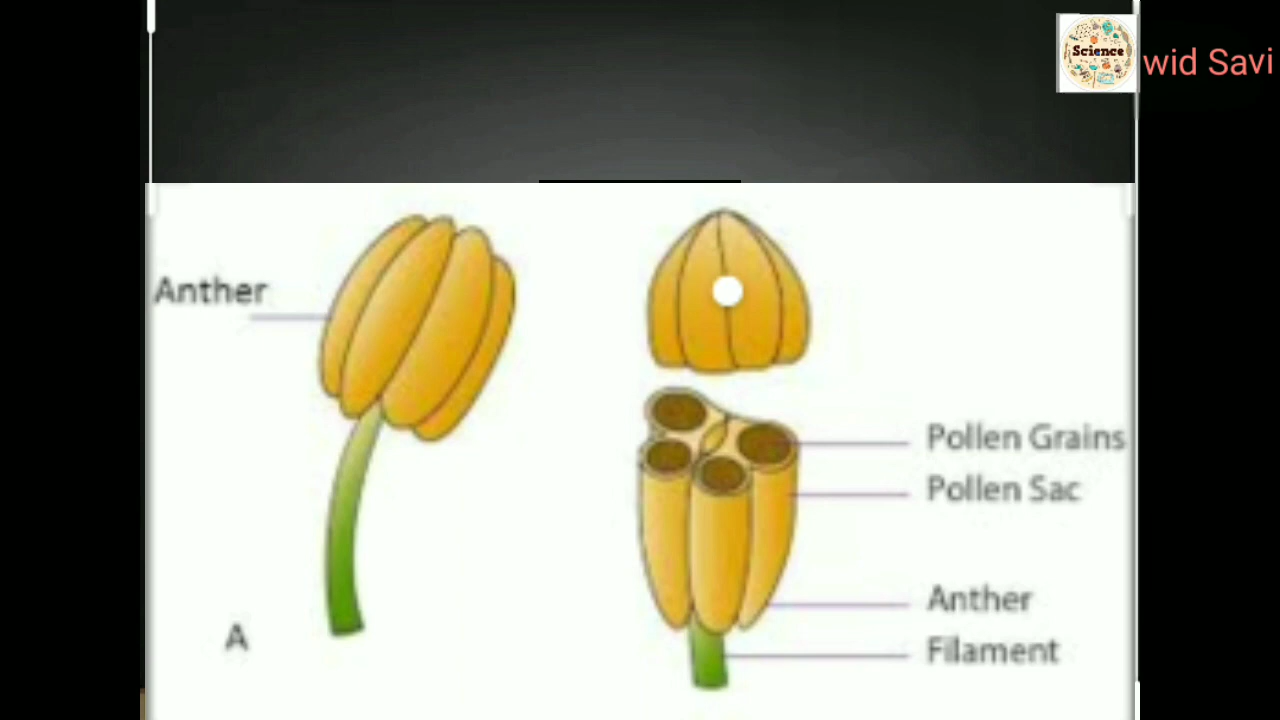 Science
wid Savi
Anther
Pollen Grains
Pollen Sac
Anther
Filament
A